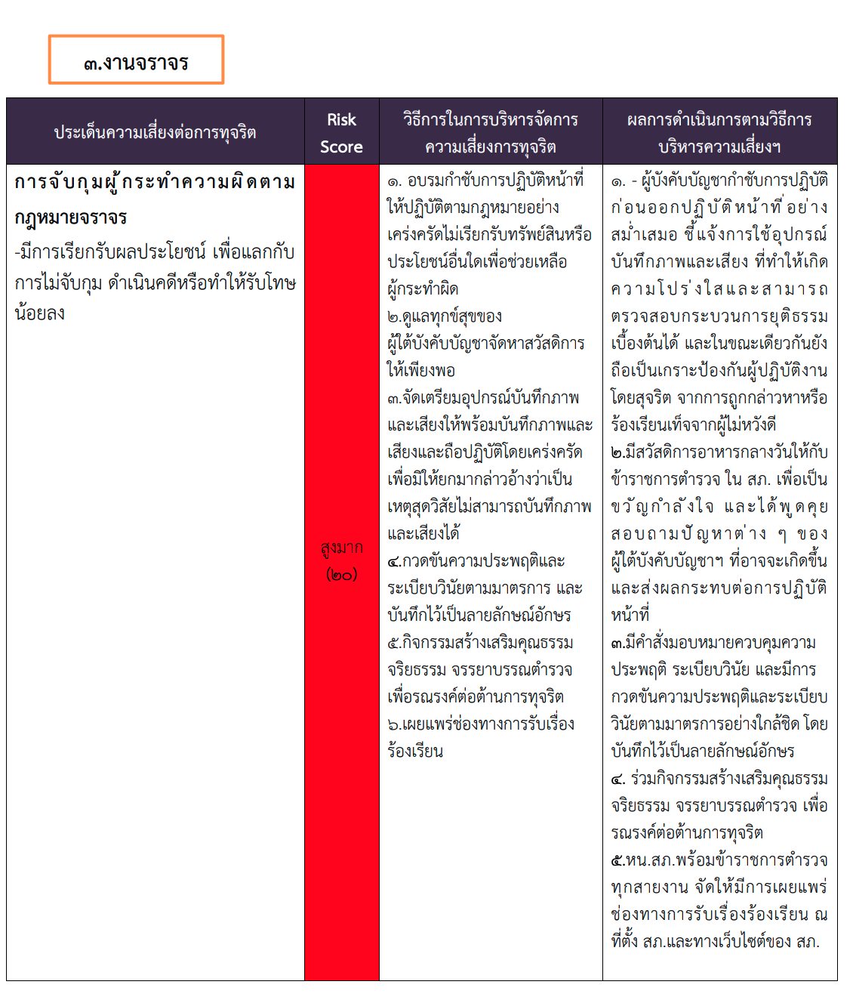 ๓.งานจราจร
ประเด็นความเสี่ยงต่อการทุจริต
Risk
Score
วิธีการในการบริหารจัดการ
ความเสี่ยงการทุจริต
ผลการดำเนินการตามวิธีการ
บริหารความเสี่ยงฯ
การจับกุมผู้กระทำความผิดตาม
กฎหมายจราจร
-มีการเรียกรับผลประโยชน์ เพื่อแลกกับ
การไม่จับกุม ดำเนินคดีหรือทำให้รับโทษ
น้อยลง
สูงมาก
(๒๐)
๑. อบรมกำชับการปฏิบัติหน้าที่
ให้ปฏิบัติตามกฎหมายอย่าง
เคร่งครัดไม่เรียกรับทรัพย์สินหรือ
ประโยชน์อื่นใดเพื่อช่วยเหลือ
ผู้กระทำผิด
๒.ดูแลทุกข์สุขของ
ผู้ใต้บังคับบัญชาจัดหาสวัสดิการ
ให้เพียงพอ
๓.จัดเตรียมอุปกรณ์บันทึกภาพ
และเสียงให้พร้อมบันทึกภาพและ
เสียงและถือปฏิบัติโดยเคร่งครัด
เพื่อมิให้ยกมากล่าวอ้างว่าเป็น
เหตุสุดวิสัยไม่สามารถบันทึกภาพ
และเสียงได้
๔.กวดขันความประพฤติและ
ระเบียบวินัยตามมาตรการ และ
บันทึกไว้เป็นลายลักษณ์อักษร
๕.กิจกรรมสร้างเสริมคุณธรรม
จริยธรรม จรรยาบรรณตำรวจ
เพื่อรณรงค์ต่อต้านการทุจริต
๖.เผยแพร่ช่องทางการรับเรื่อง
ร้องเรียน
๑. - ผู้บังคับบัญชากำชับการปฏิบัติ
ก่อนออกปฏิบัติหน้าที่อย่าง
สม่ำเสมอ ชี้แจ้งการใช้อุปกรณ์
บันทึกภาพและเสียง ที่ทำให้เกิด
ความโปร่งใสและสามารถ
ตรวจสอบกระบวนการยุติธรรม
เบื้องต้นได้ และในขณะเดียวกันยัง
ถือเป็นเกราะป้องกันผู้ปฏิบัติงาน
โดยสุจริต จากการถูกกล่าวหาหรือ
ร้องเรียนเท็จจากผู้ไม่หวังดี
๒.มีสวัสดิการอาหารกลางวันให้กับ
ข้าราชการตำรวจ ใน สภ. เพื่อเป็น
ขวัญกำลังใจ และได้พูดคุย
สอบถามปัญหาต่าง ๆ ของ
ผู้ใต้บังคับบัญชาฯ ที่อาจจะเกิดขึ้น
และส่งผลกระทบต่อการปฏิบัติ
หน้าที่
๓.มีคำสั่งมอบหมายควบคุมความ
ประพฤติ ระเบียบวินัย และมีการ
กวดขันความประพฤติและระเบียบ
วินัยตามมาตรการอย่างใกล้ชิด โดย
บันทึกไว้เป็นลายลักษณ์อักษร
๔. ร่วมกิจกรรมสร้างเสริมคุณธรรม
จริยธรรม จรรยาบรรณตำรวจ เพื่อ
รณรงค์ต่อต้านการทุจริต
๕.หน.สภ.พร้อมข้าราชการตำรวจ
ทุกสายงาน จัดให้มีการเผยแพร่
ช่องทางการรับเรื่องร้องเรียน ณ
ที่ตั้ง สภ.และทางเว็บไซต์ของ สภ.